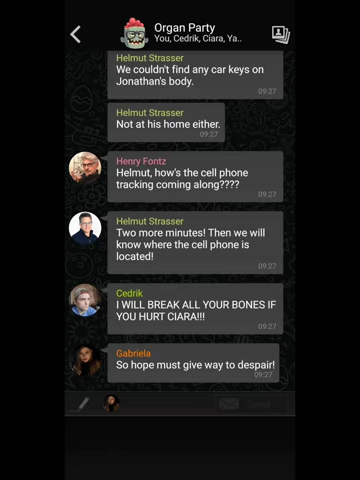 Organ Party
You, Cedrik, Ciara, Ya..
Helmut Strasser
We couldn't find any car keys on
Jonathan's body.
09:27
Helmut Strasser
Not at his home either.
09:27
Henry Fontz
Helmut, how's the cell phone
tracking coming along????
09:27
Helmut Strasser
Two more minutes! Then we will
know where the cell phone is
located!
09:27
Cedrik
I WILL BREAK ALL YOUR BONES IF
YOU HURT CIARA!!!
09:27
Gabriela
So hope must give way to despair!
09:27
Send